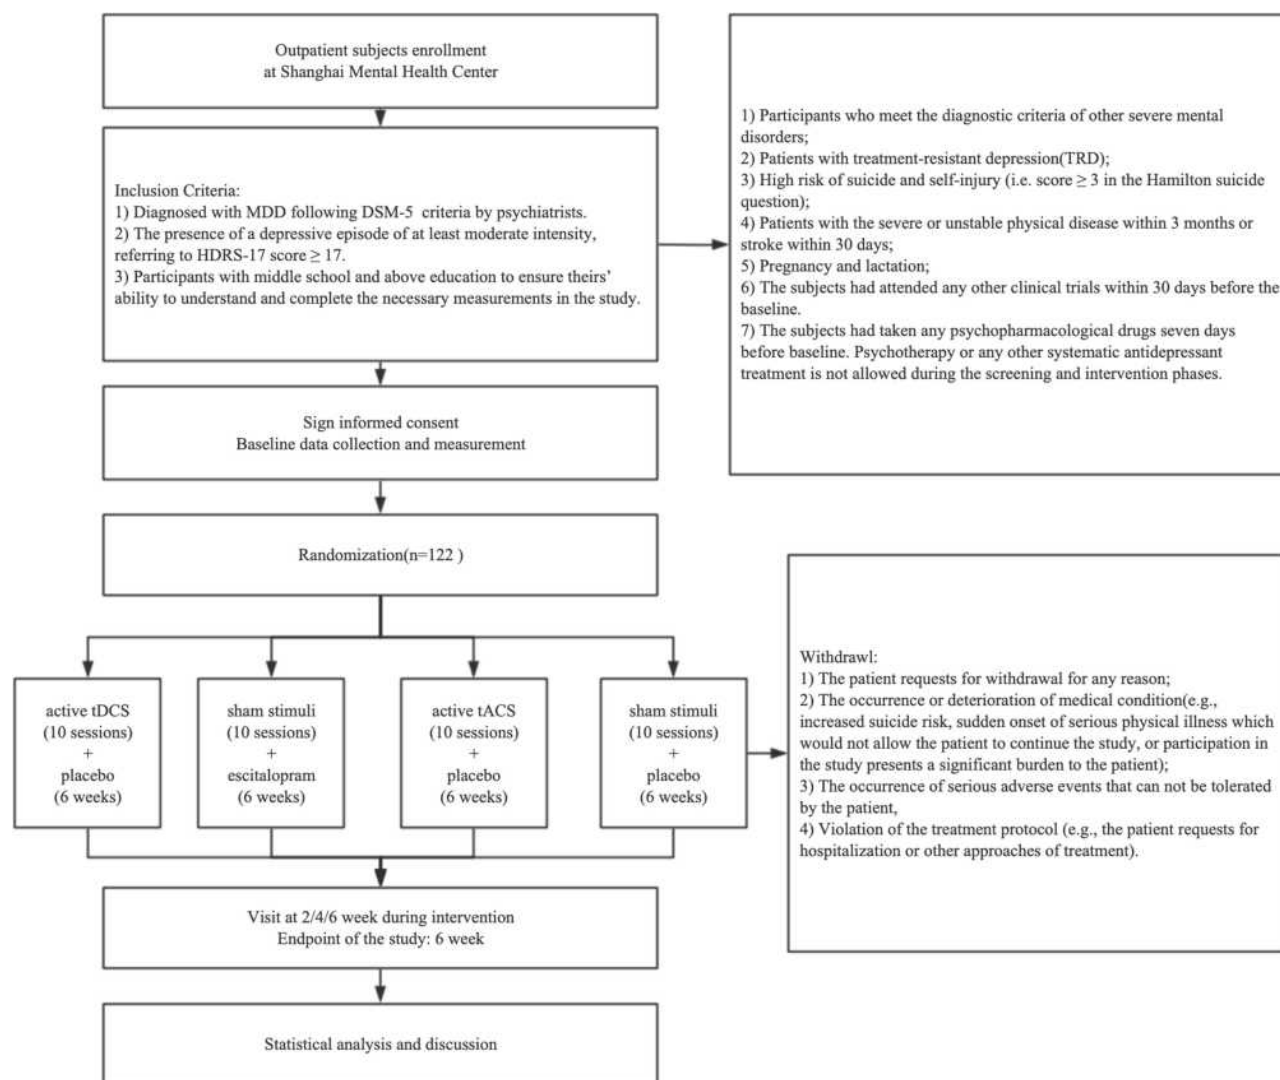 Outpatient subjects enrollment
at Shanghai Mental Health Center
Inclusion Criteria:
1) Diagnosed with MDD following DSM-5 criteria by psychiatrists.
2) The presence of a depressive episode of at least moderate intensity,
referring to HDRS-17 score ≥ 17.
3) Participants with middle school and above education to ensure theirs’
ability to understand and complete the necessary measurements in the study.
1) Participants who meet the diagnostic criteria of other severe mental
disorders;
2) Patients with treatment-resistant depression(TRD);
3) High risk of suicide and self-injury (i.e. score ≥ 3 in the Hamilton suicide
question);
4) Patients with the severe or unstable physical disease within 3 months or
stroke within 30 days;
5) Pregnancy and lactation;
6) The subjects had attended any other clinical trials within 30 days before the
baseline.
7) The subjects had taken any psychopharmacological drugs seven days
before baseline. Psychotherapy or any other systematic antidepressant
treatment is not allowed during the screening and intervention phases.
Sign informed consent
Baseline data collection and measurement
Randomization(n=122 )
active tDCS
(10 sessions)
+
placebo
(6 weeks)
sham stimuli
(10 sessions)
+
escitalopram
(6 weeks)
active tACS
(10 sessions)
+
placebo
(6 weeks)
sham stimuli
(10 sessions)
+
placebo
(6 weeks)
Withdrawl:
1) The patient requests for withdrawal for any reason;
2) The occurrence or deterioration of medical condition(e.g.,
increased suicide risk, sudden onset of serious physical illness which
would not allow the patient to continue the study, or participation in
the study presents a significant burden to the patient);
3) The occurrence of serious adverse events that can not be tolerated
by the patient,
4) Violation of the treatment protocol (e.g., the patient requests for
hospitalization or other approaches of treatment).
Visit at 2/4/6 week during intervention
Endpoint of the study: 6 week
Statistical analysis and discussion